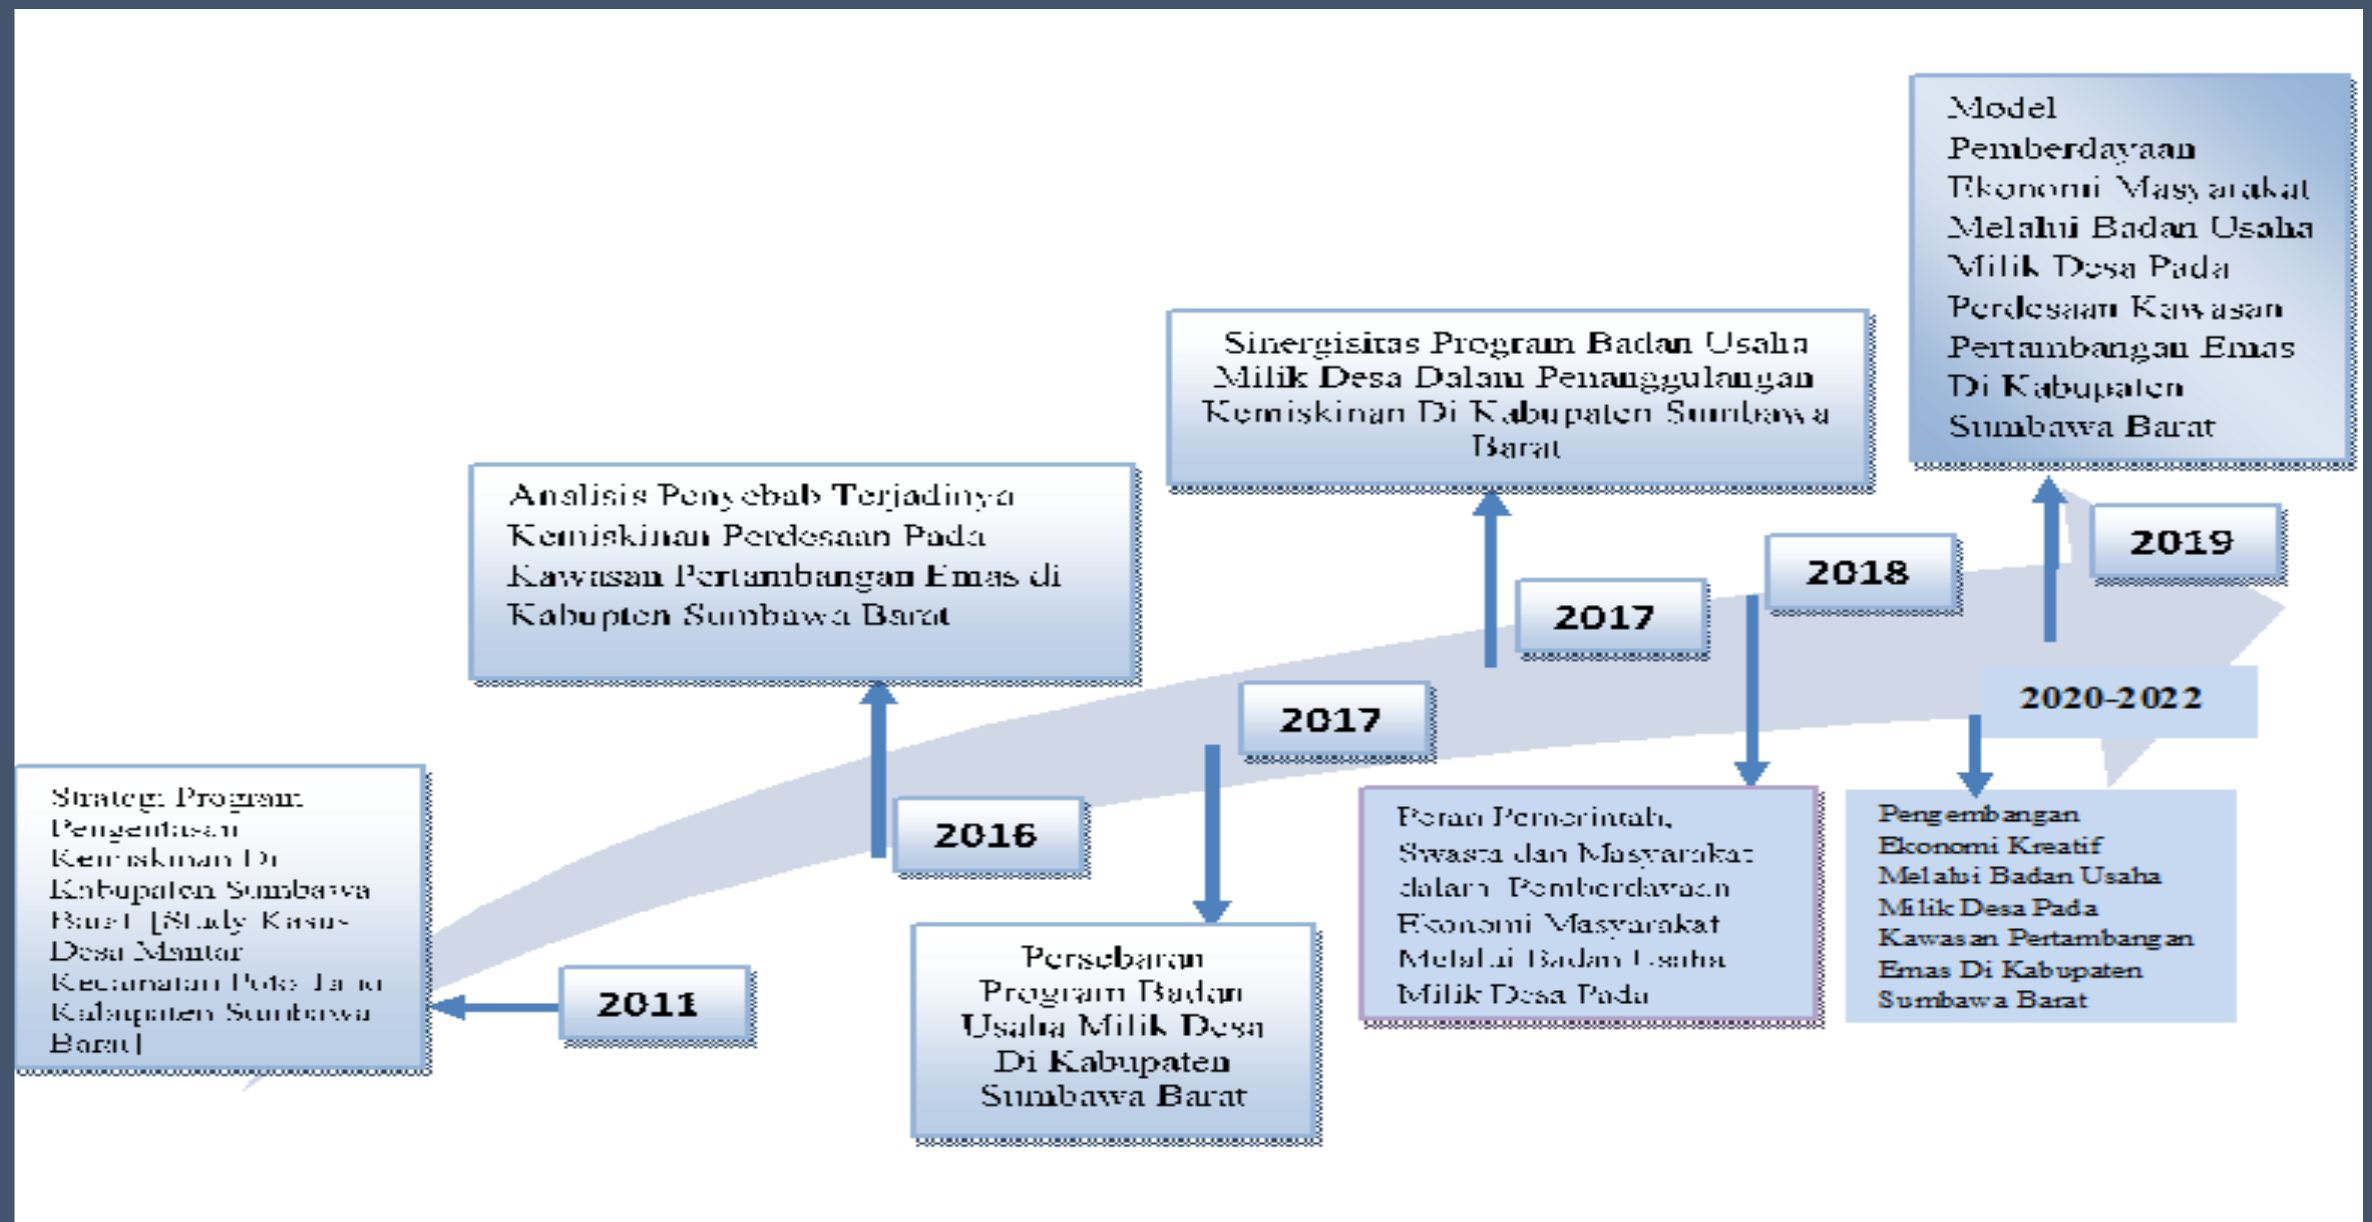 Strategi Program
Pengentasan
Kemiskinan Di
Kabupaten Sumbawa
Barat [Study Kasus
Desa Mantar
Kecamatan Poto Tano
Kabupaten Sumbawa
Barat]
2011
Analisis Penyebab Terjadinya
Kemiskinan Perdesaan Pada
Kawasan Pertambangan Emas di
Kabupten Sumbawa Barat
2016
Persebaran
Program Badan
Usaha Milik Desa
Di Kabupaten
Sumbawa Barat
2017
Sinergisitas Program Badan Usaha
Milik Desa Dalam Penanggulangan
Kemiskinan Di Kabupaten Sumbawa
Barat
2017
Peran Pemerintah,
Swasta dan Masyarakat
dalam Pemberdayaan
Ekonomi Masyarakat
Melalui Badan Usaha
Milik Desa Pada
2018
Model
Pemberdayaan
Ekonomi Masyarakat
Melalui Badan Usaha
Milik Desa Pada
Perdesaan Kawasan
Pertambangan Emas
Di Kabupaten
Sumbawa Barat
2019
2020-2022
Pengembangan
Ekonomi Kreatif
Melalui Badan Usaha
Milik Desa Pada
Kawasan Pertambangan
Emas Di Kabupaten
Sumbawa Barat